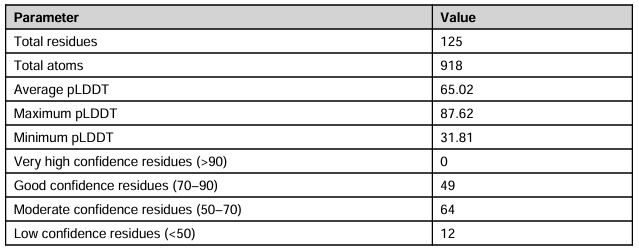 Parameter Value
Total residues 125
Total atoms 918
Average pLDDT 65.02
Maximum pLDDT 87.62
Minimum pLDDT 31.81
Very high confidence residues (>90) 0
Good confidence residues (70–90) 49
Moderate confidence residues (50–70) 64
Low confidence residues (<50) 12